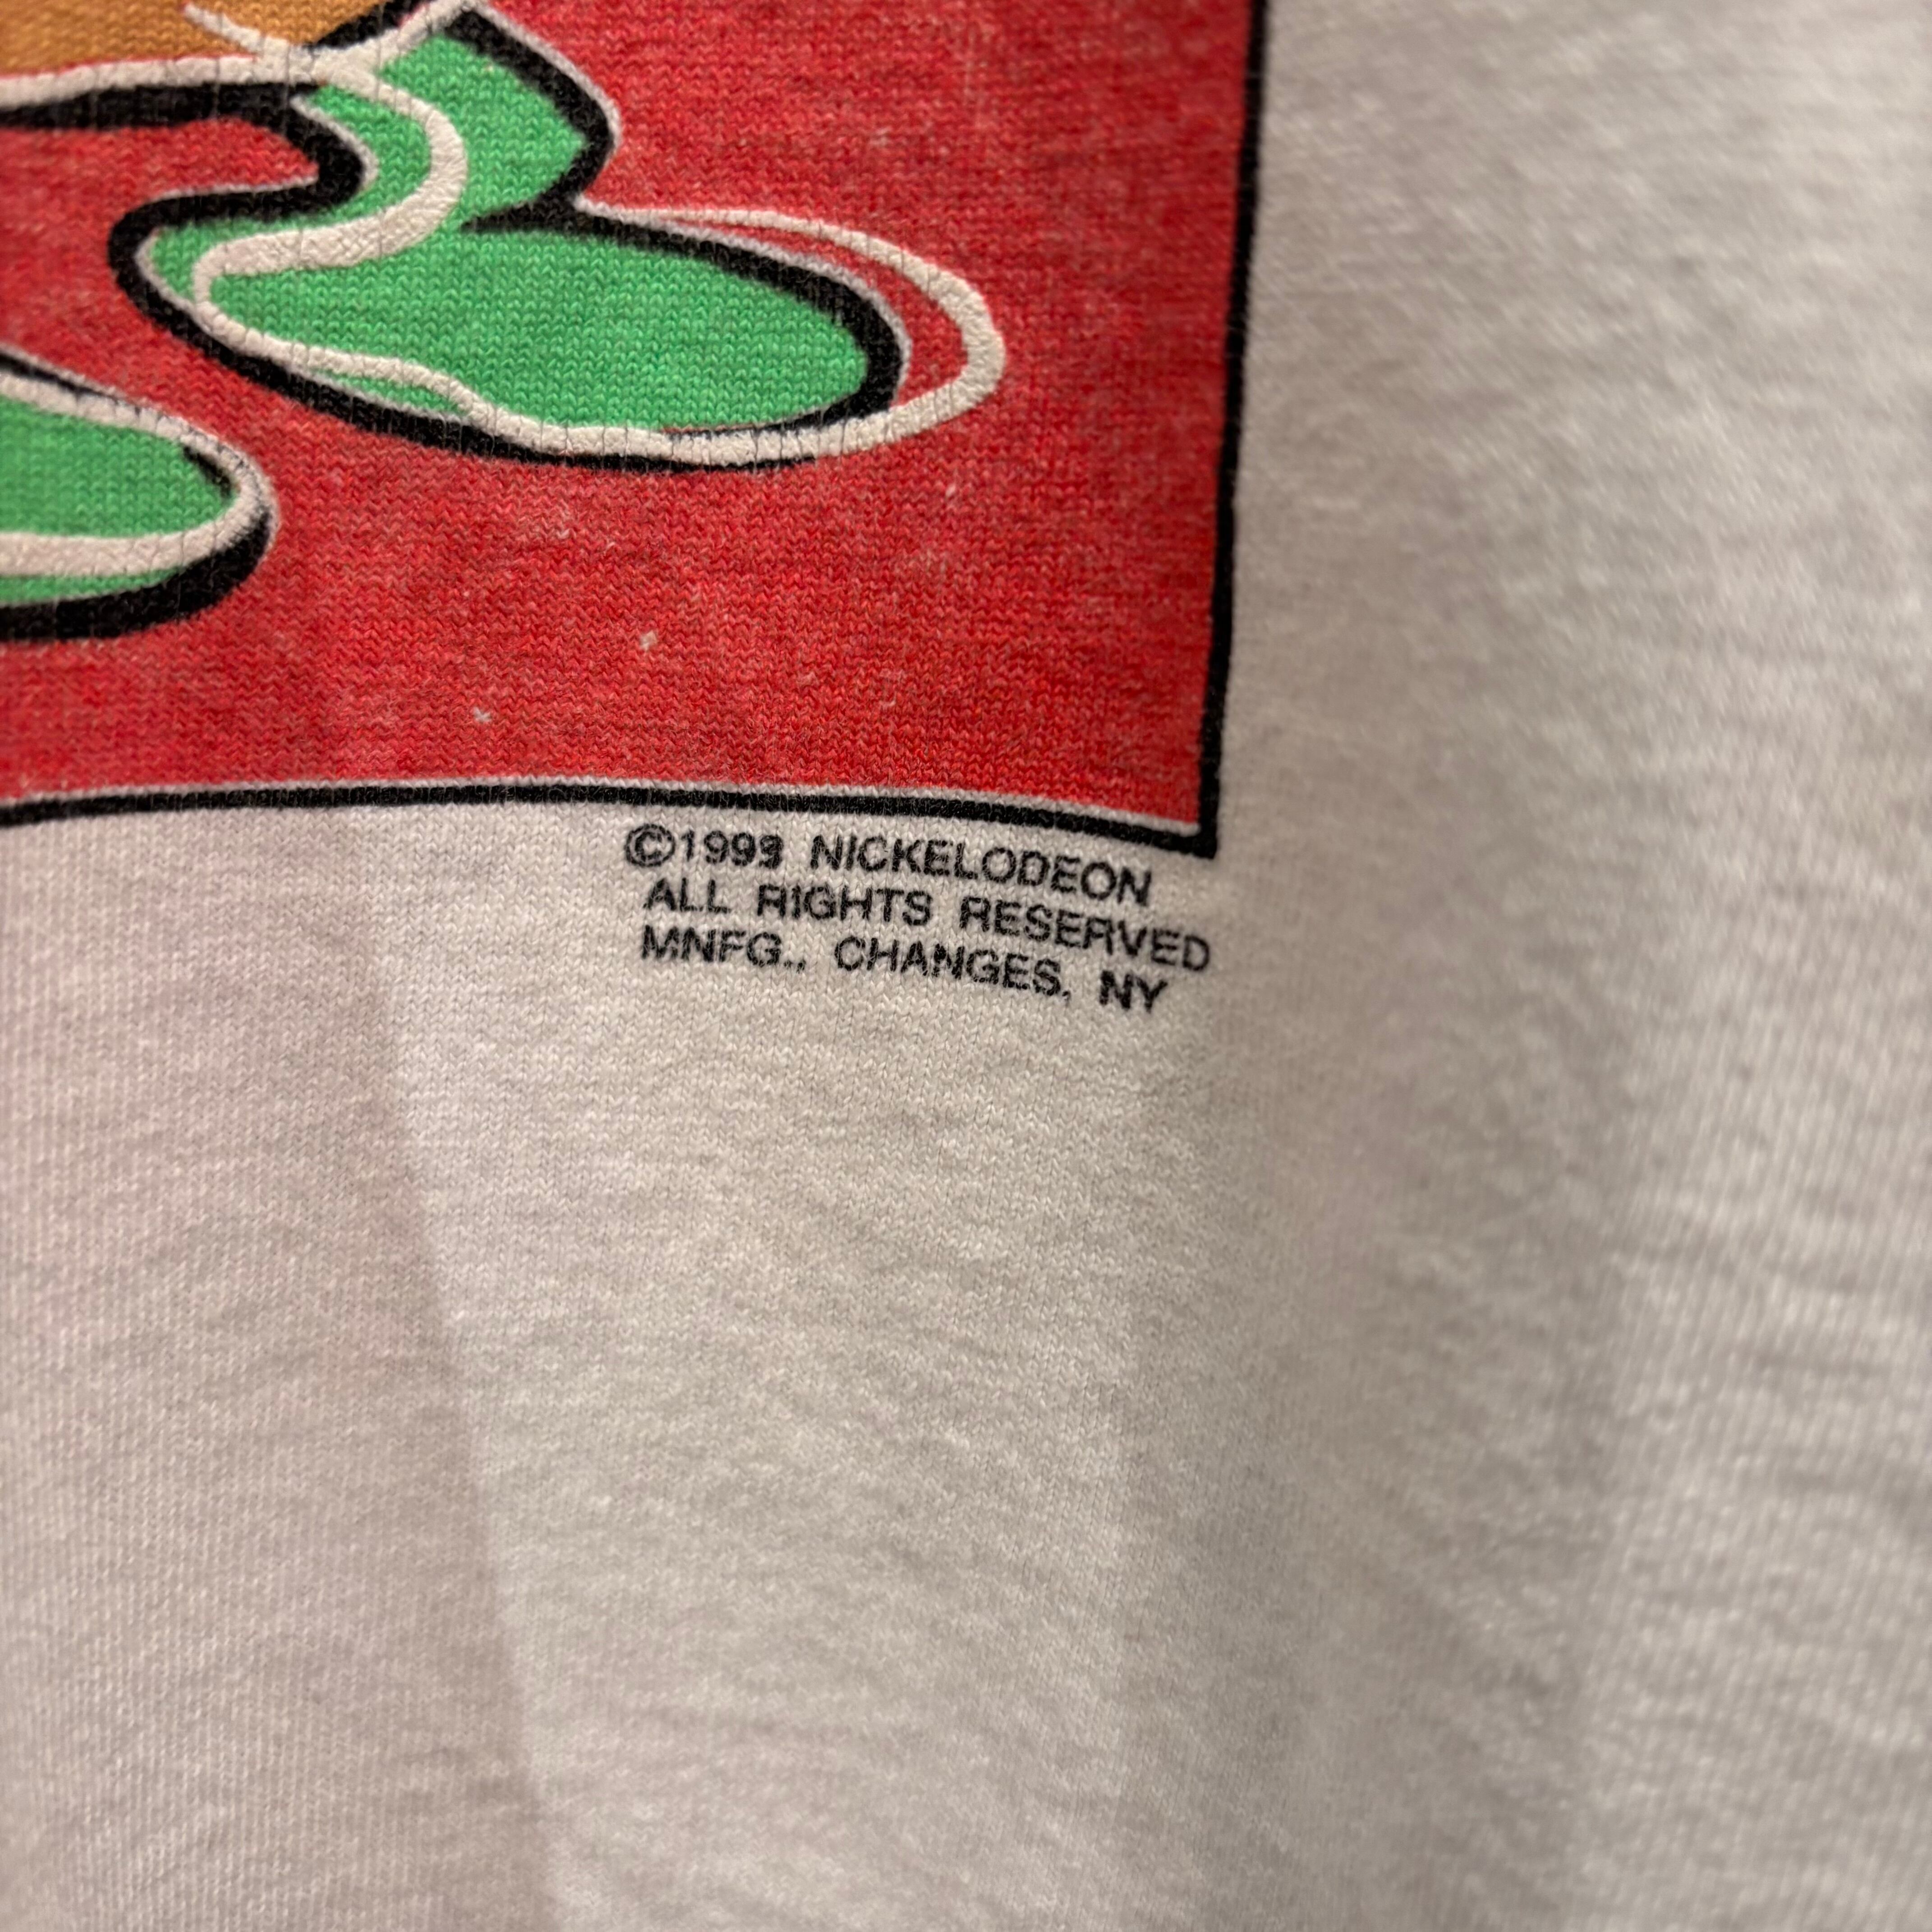 ©1993 NICKELODEON
ALL RIGHTS RESERVED
MNFG., CHANGES, NY